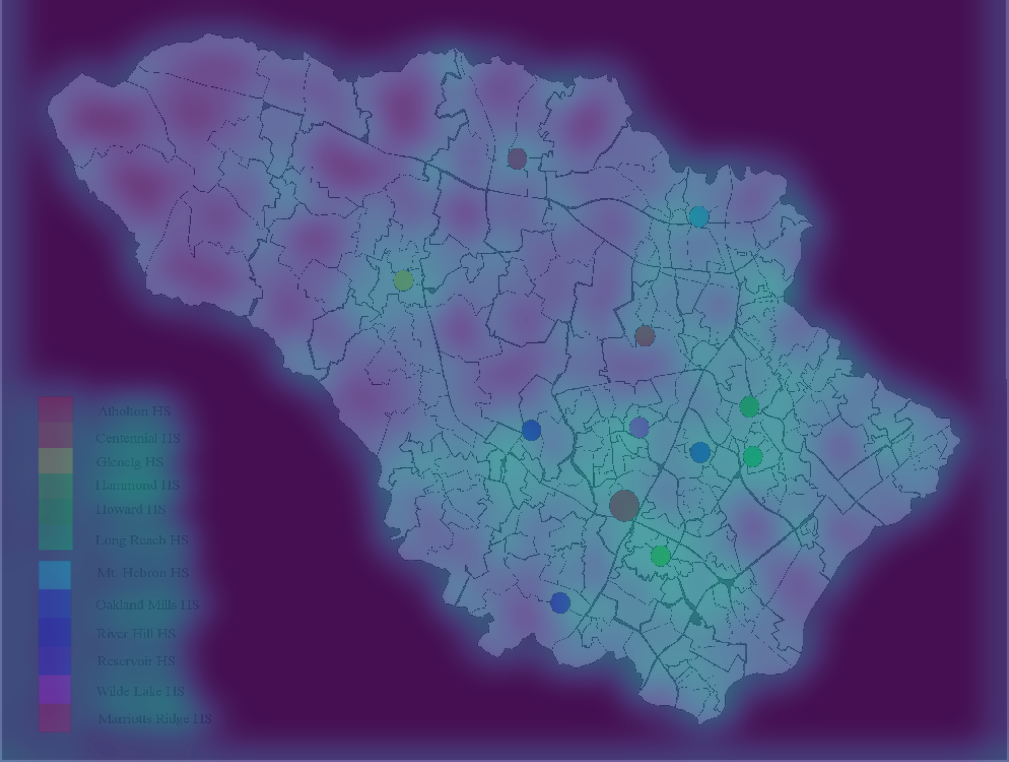 Atholton HS
Centennial HS
Glenelg HS
Hammond HS
Howard HS
Long Reach HS
Mt. Hebron HS
Oakland Mills HS
River Hill HS
Reservoir HS
Wilde Lake HS
Marriotts Ridge HS